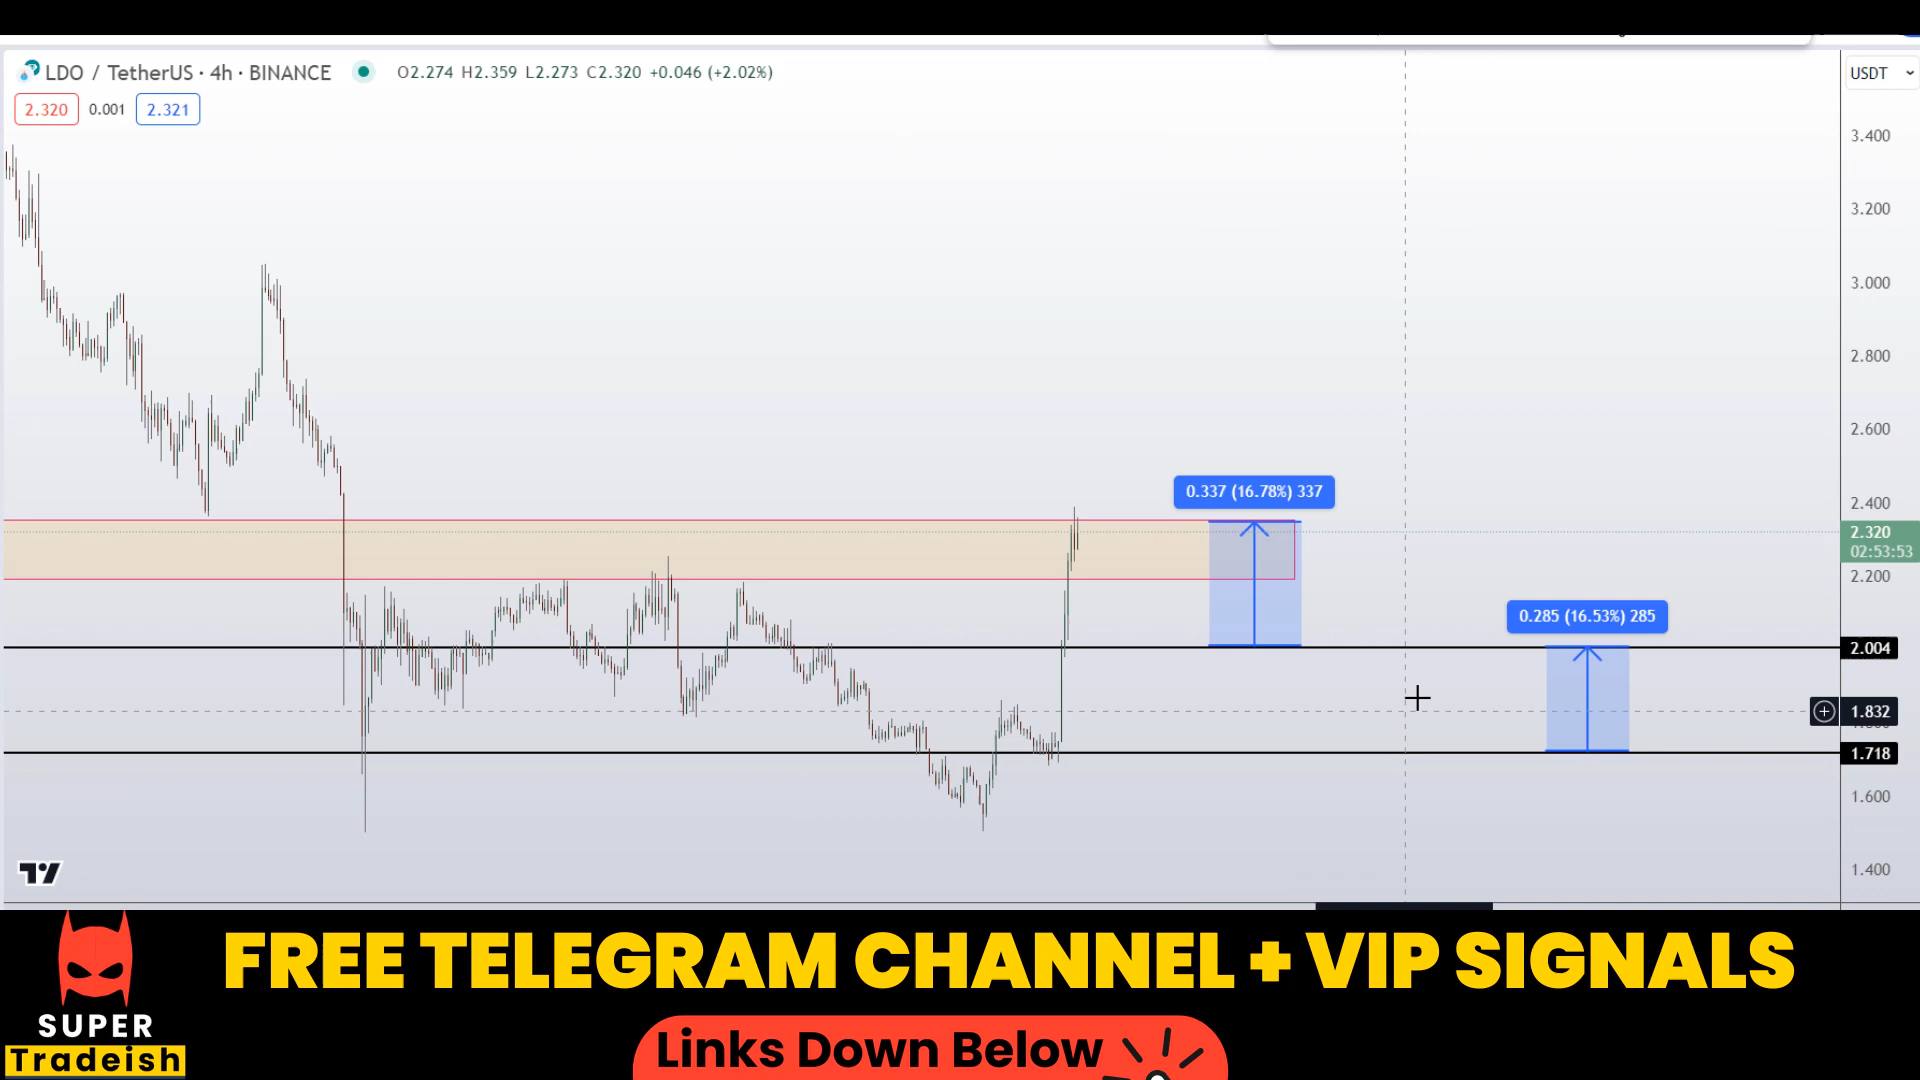 LDO / TetherUS · 4h · BINANCE O2.274 H2.359 L2.273 C2.320 +0.046 (+2.02%)
USDT
2.320 0.001 2.321
3.400
3.200
3.000
2.800
2.600
0.337 (16.78%) 337
2.400
2.320
02:53:53
2.200
0.285 (16.53%) 285
2.004
1.832
1.718
1.600
1.400
FREE TELEGRAM CHANNEL + VIP SIGNALS
SUPER
Tradeish
Links Down Below